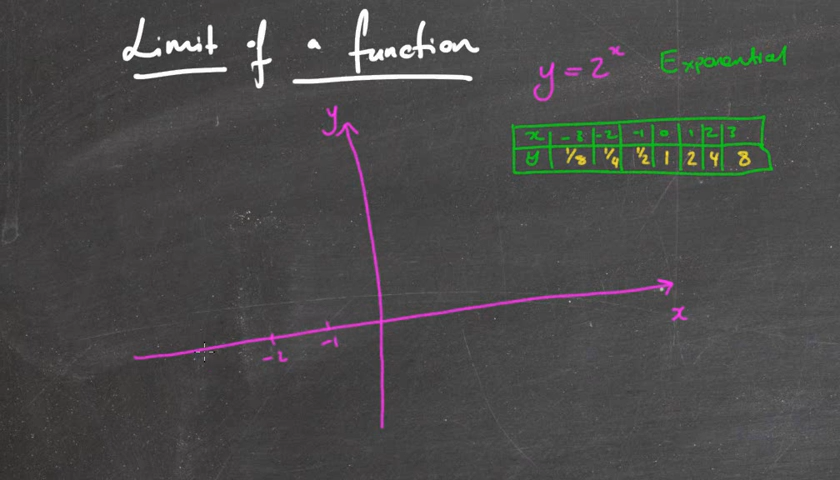 Limit of a function
y = 2^x Exponential
x -3 -2 -1 0 1 2 3
y 1/8 1/4 1/2 1 2 4 8
y
x
-2 -1